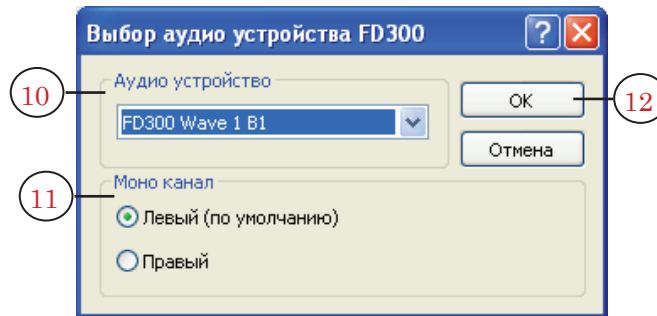 Выбор аудио устройства FD300
10
Аудио устройство
FD300 Wave 1 B1
OK
12
Отмена
11
Моно канал
Левый (по умолчанию)
Правый